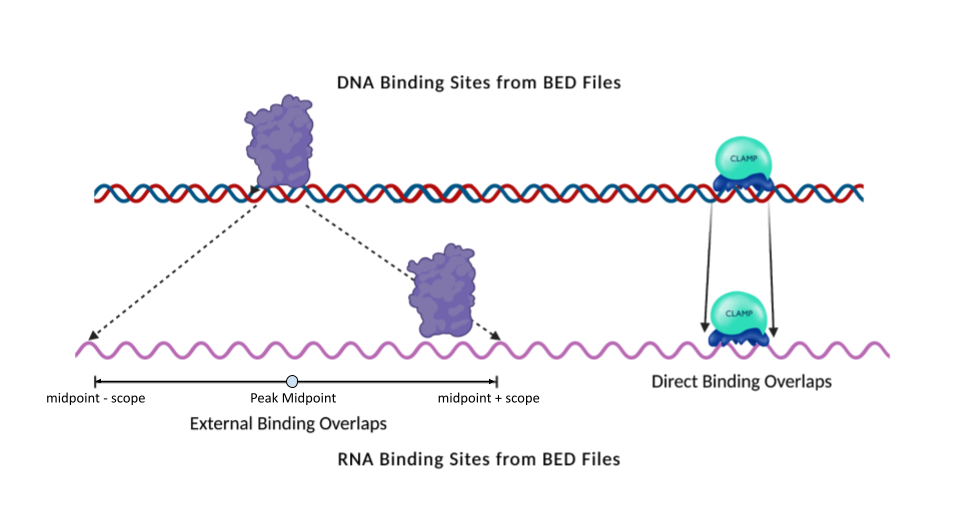 DNA Binding Sites from BED Files
CLAMP
CLAMP
Direct Binding Overlaps
midpoint - scope
Peak Midpoint
midpoint + scope
External Binding Overlaps
RNA Binding Sites from BED Files